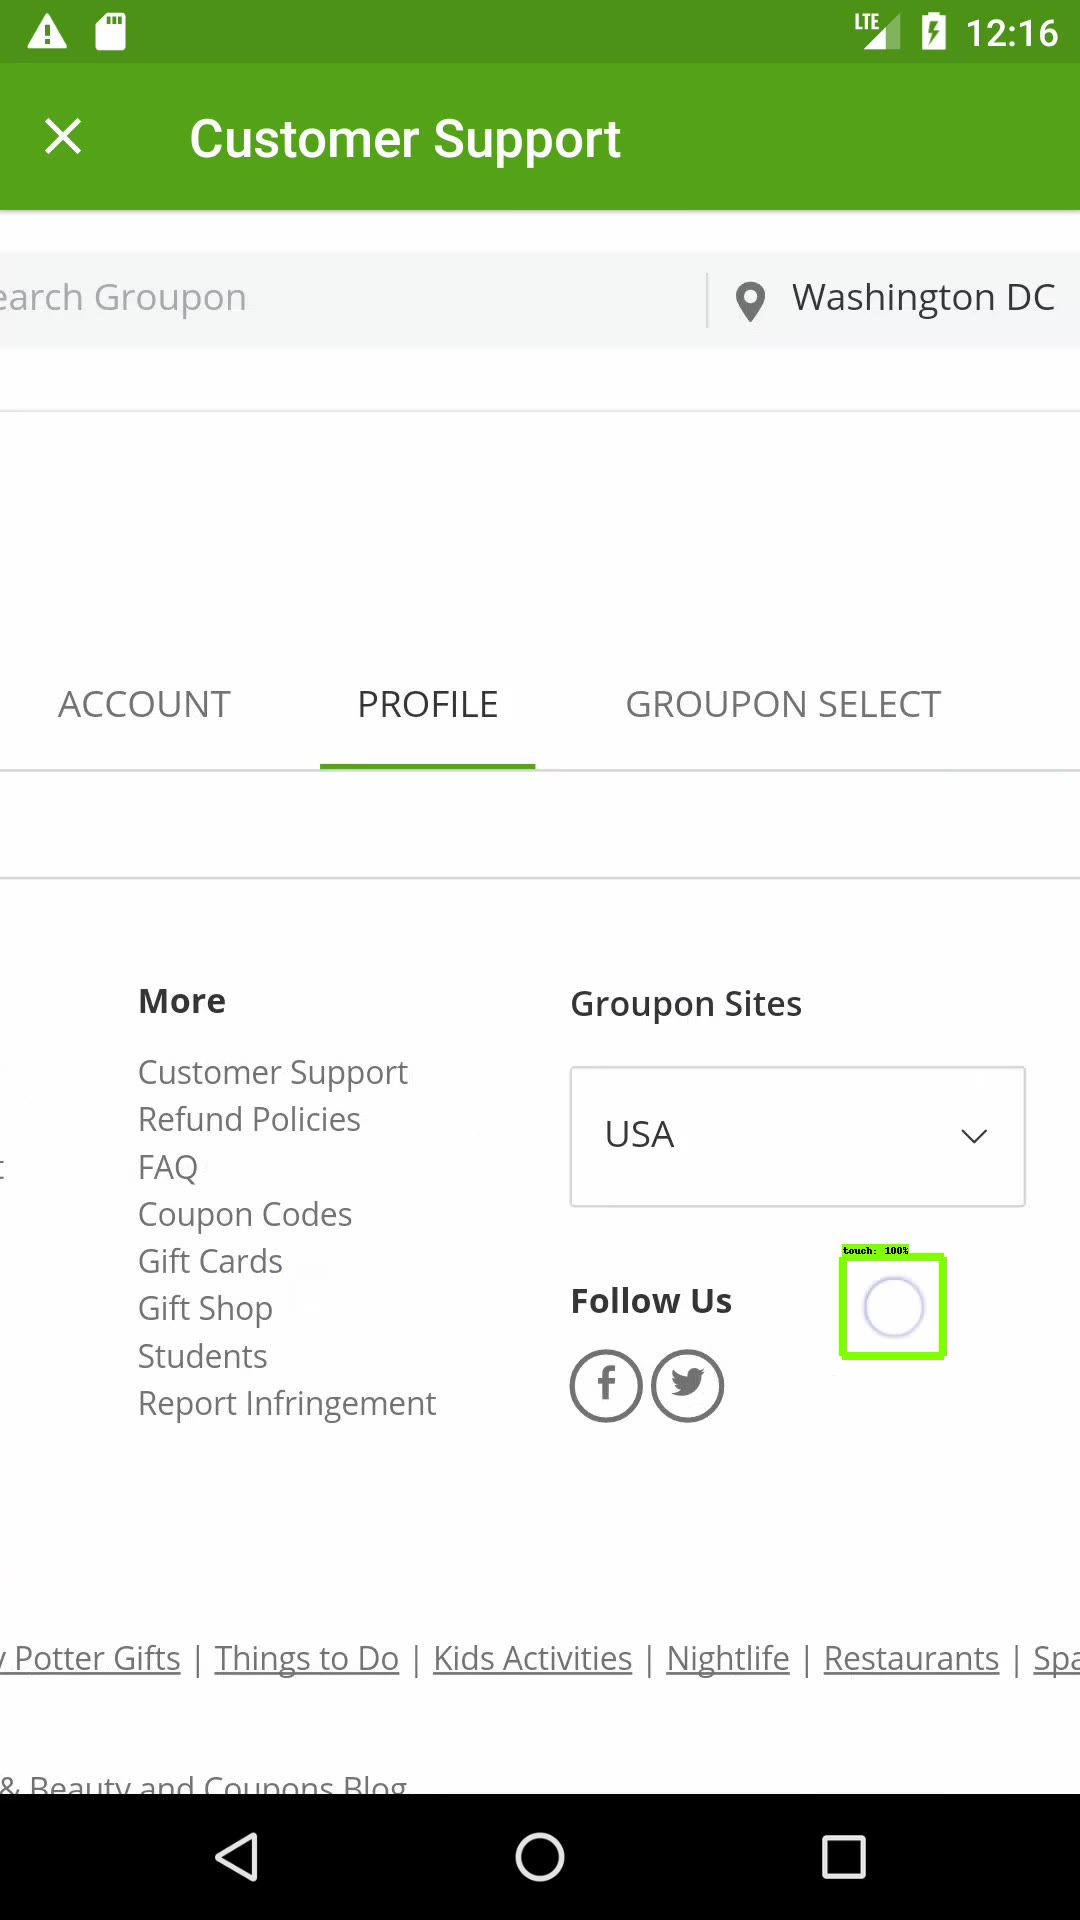 LTE 12:16
Customer Support
earch Groupon Washington DC
ACCOUNT PROFILE GROUPON SELECT
More
Customer Support
Refund Policies
FAQ
Coupon Codes
Gift Cards
Gift Shop
Students
Report Infringement
Groupon Sites
USA
touch: 100%
Follow Us
y Potter Gifts | Things to Do | Kids Activities | Nightlife | Restaurants | Spa
& Beauty and Coupons Blog